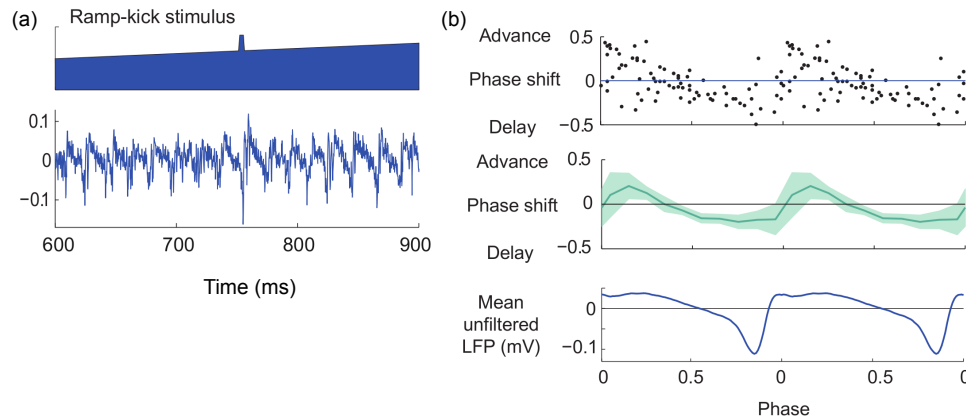 (a)
Ramp-kick stimulus
0.1
0
−0.1
600
700
800
900
Time (ms)
(b)
Advance
Phase shift
Delay
0.5
0
−0.5
Advance
Phase shift
Delay
0.5
0
−0.5
Mean
unfiltered
LFP (mV)
0
−0.1
0
0.5
0
0.5
0
Phase